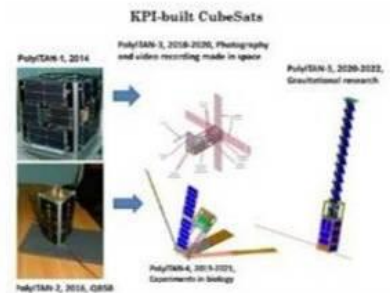 KPI-built CubeSats
PolyITAN-1, 2014
PolyITAN-3, 2018-2020, Photography
and video recording made in space
PolyITAN-5, 2020-2022,
Gravitational research
PolyITAN-2, 2016, QB50
PolyITAN-4, 2019-2021,
Experiments in biology